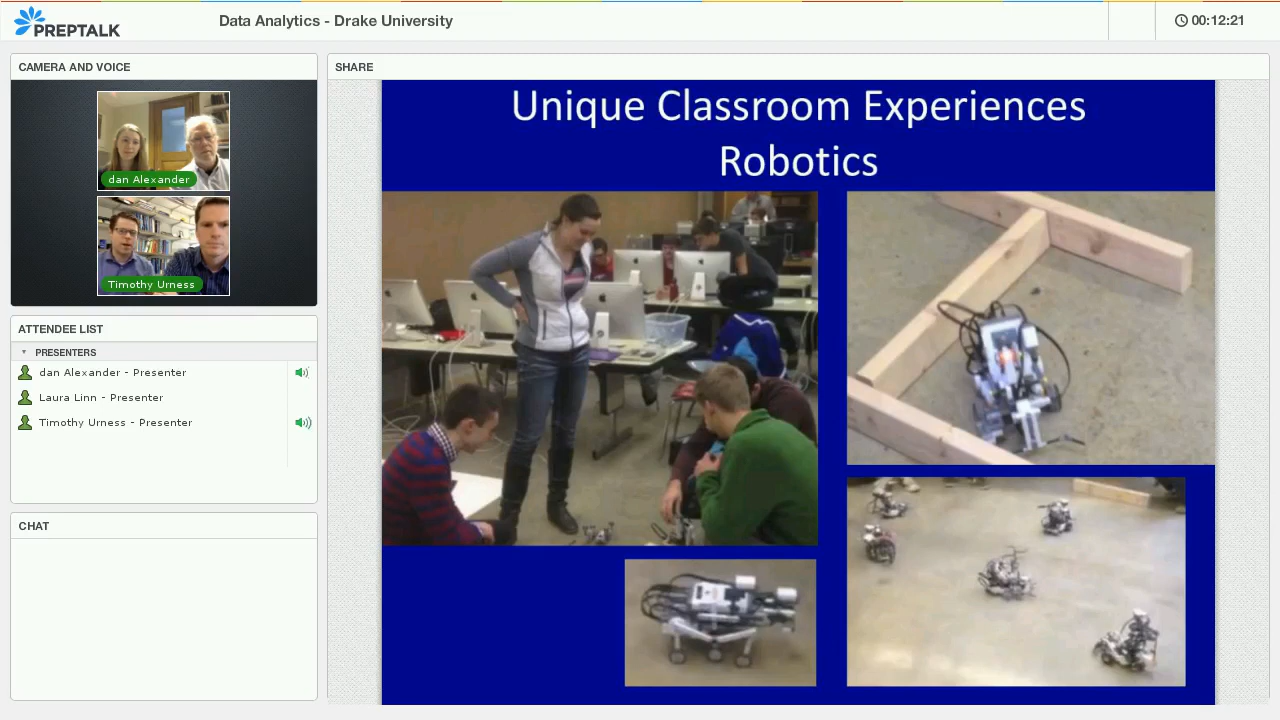 PREPTALK
Data Analytics - Drake University
00:12:21
CAMERA AND VOICE
dan Alexander
Timothy Urness
ATTENDEE LIST
PRESENTERS
dan Alexander - Presenter
Laura Linn - Presenter
Timothy Urness - Presenter
CHAT
SHARE
Unique Classroom Experiences
Robotics